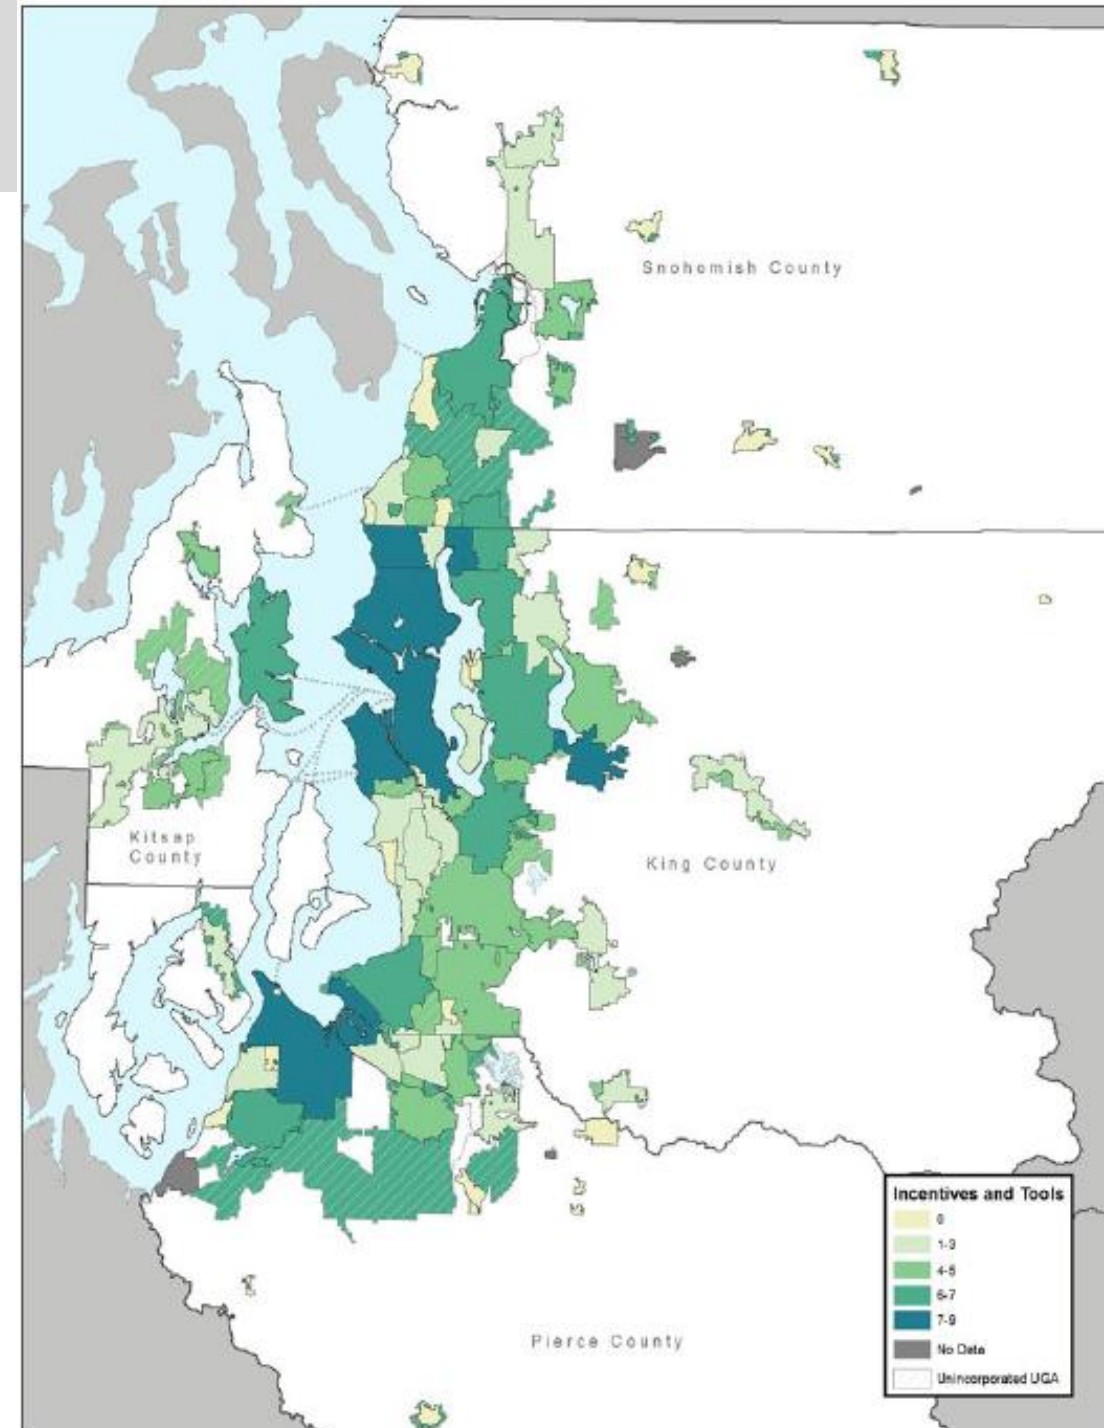 Snohomish County
Kitsap
County
King County
Incentives and Tools
0
1-3
4-5
6-7
7-9
No Data
Unincorporated UGA
Pierce County